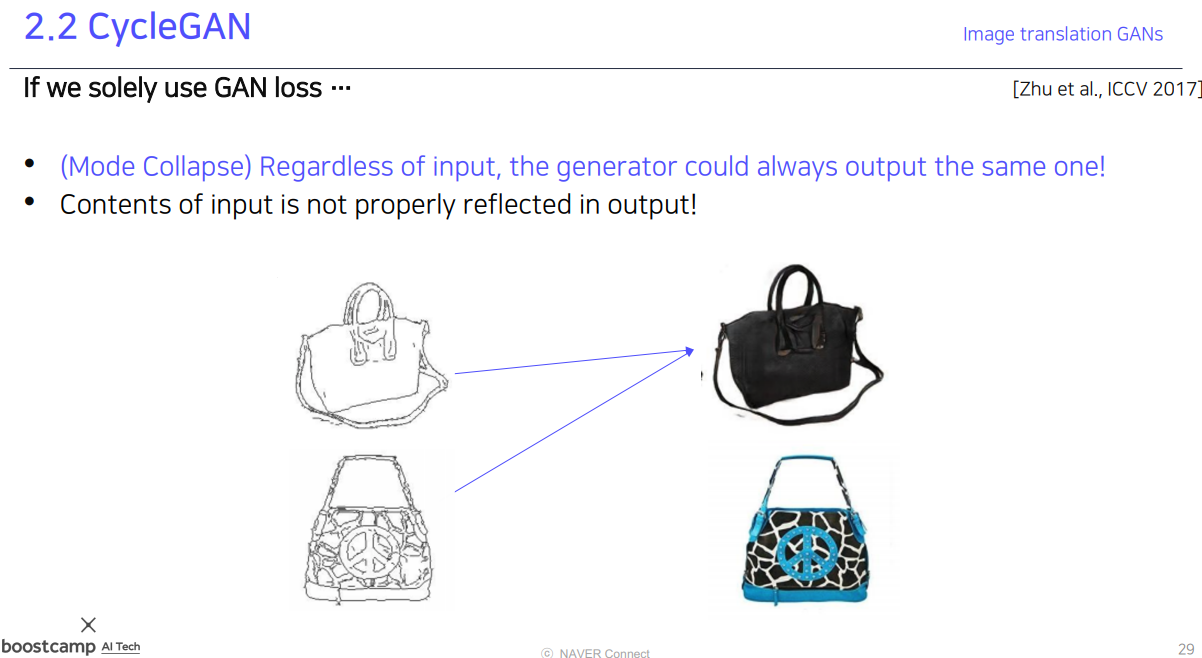 2.2 CycleGAN
Image translation GANs
If we solely use GAN loss ⋯
[Zhu et al., ICCV 2017]
• (Mode Collapse) Regardless of input, the generator could always output the same one!
• Contents of input is not properly reflected in output!
boostcamp AI Tech
ⓒ NAVER Connect
29